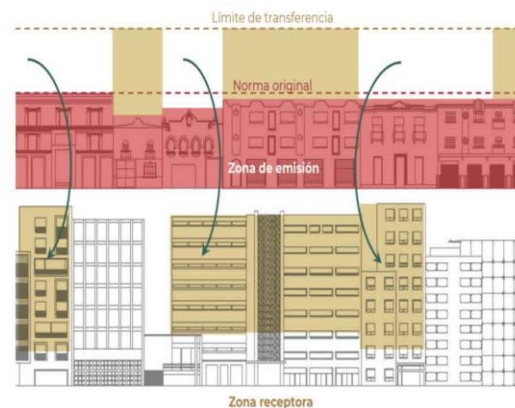 Límite de transferencia
Norma original
Zona de emisión
Zona receptora